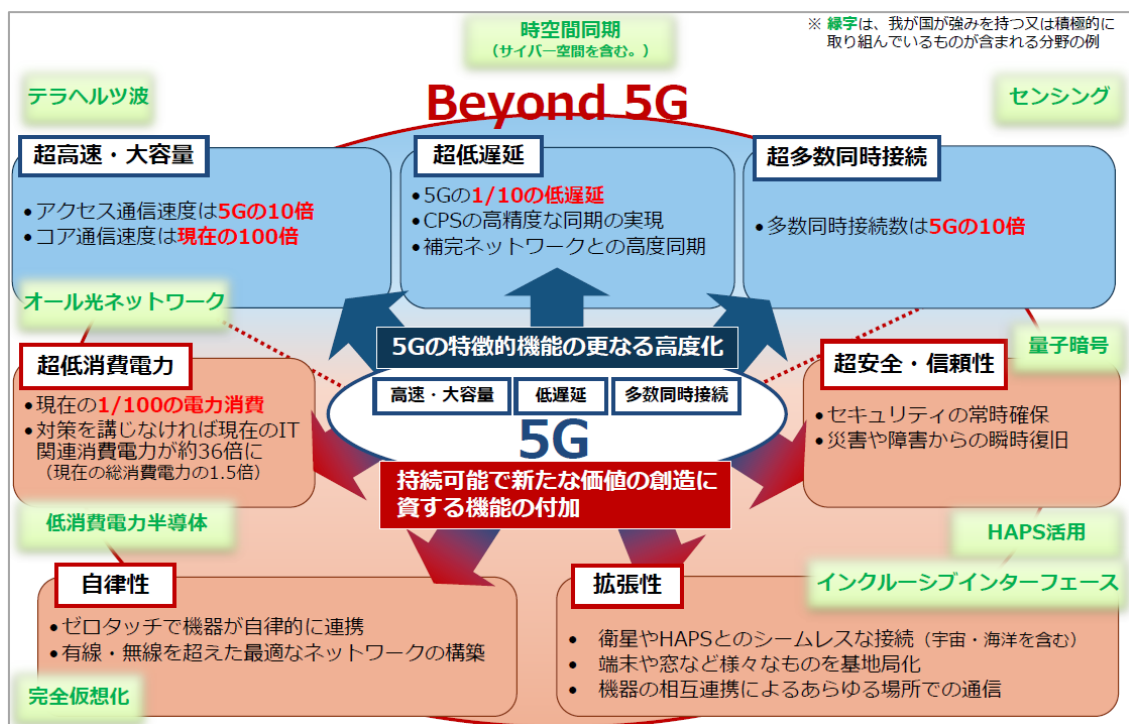 時空間同期
(サイバー空間を含む。)
※ 緑字は、我が国が強みを持つ又は積極的に
取り組んでいるものが含まれる分野の例
テラヘルツ波
Beyond 5G
センシング
超高速・大容量
• アクセス通信速度は5Gの10倍
• コア通信速度は現在の100倍
超低遅延
• 5Gの1/10の低遅延
• CPSの高精度な同期の実現
• 補完ネットワークとの高度同期
超多数同時接続
• 多数同時接続数は5Gの10倍
オール光ネットワーク
5Gの特徴的機能の更なる高度化
量子暗号
超低消費電力
• 現在の1/100の電力消費
• 対策を講じなければ現在のIT
関連消費電力が約36倍に
(現在の総消費電力の1.5倍)
高速・大容量
低遅延
多数同時接続
5G
超安全・信頼性
• セキュリティの常時確保
• 災害や障害からの瞬時復旧
持続可能で新たな価値の創造に
資する機能の付加
低消費電力半導体
HAPS活用
自律性
• ゼロタッチで機器が自律的に連携
• 有線・無線を超えた最適なネットワークの構築
完全仮想化
拡張性
インクルーシブインターフェース
• 衛星やHAPSとのシームレスな接続(宇宙・海洋を含む)
• 端末や窓など様々なものを基地局化
• 機器の相互連携によるあらゆる場所での通信